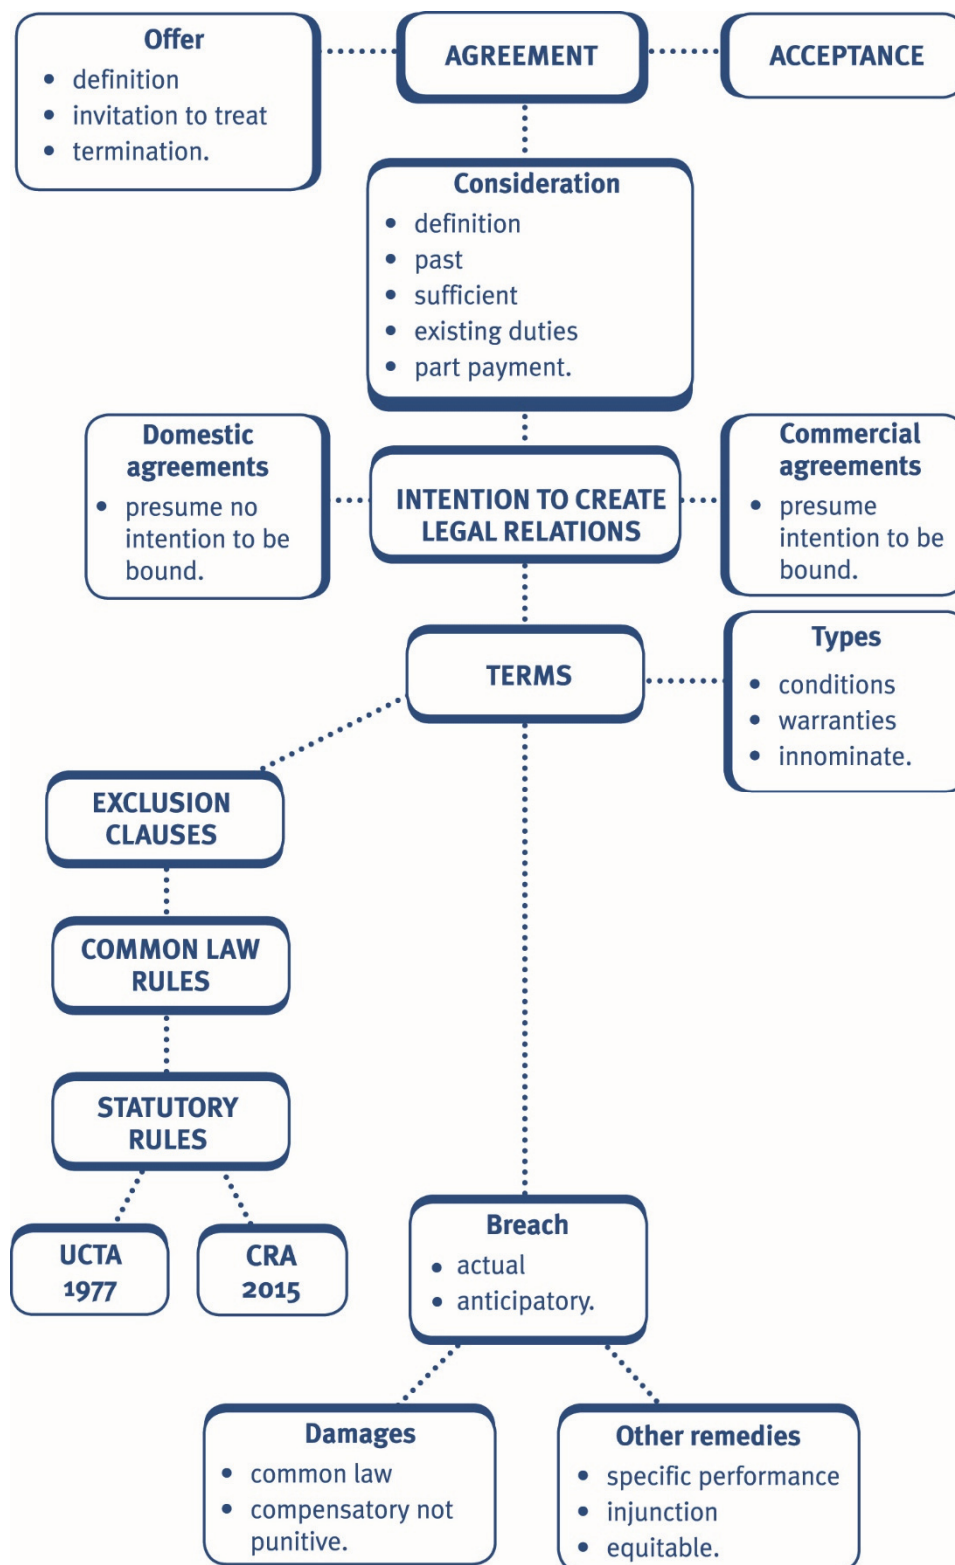 Offer
• definition
• invitation to treat
• termination.
AGREEMENT
ACCEPTANCE
Consideration
• definition
• past
• sufficient
• existing duties
• part payment.
Domestic
agreements
• presume no
intention to be
bound.
INTENTION TO CREATE
LEGAL RELATIONS
Commercial
agreements
• presume
intention to be
bound.
TERMS
Types
• conditions
• warranties
• innominate.
EXCLUSION
CLAUSES
COMMON LAW
RULES
STATUTORY
RULES
UCTA
1977
CRA
2015
Breach
• actual
• anticipatory.
Damages
• common law
• compensatory not
punitive.
Other remedies
• specific performance
• injunction
• equitable.